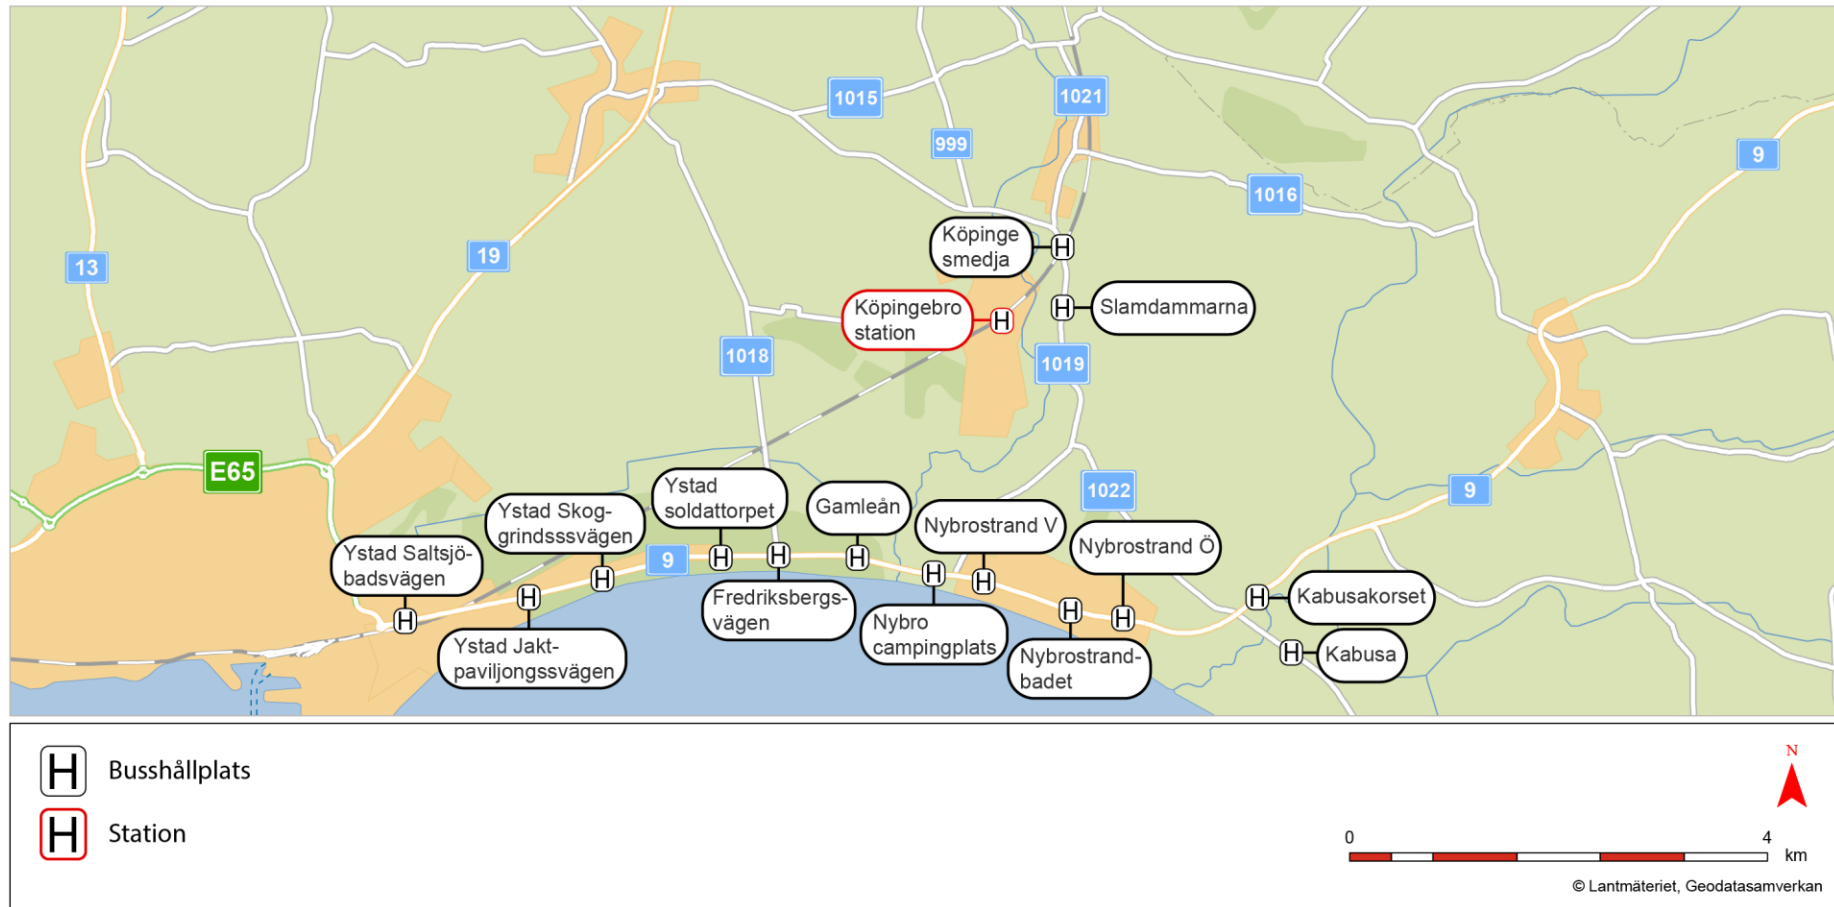 1015
1021
999
9
1016
13
19
Köpinge
smedja
Köpingebro
station
Slamdammarna
1018
1019
E65
9
1022
Ystad
soldattorpet
Gamleån
Ystad Skog-
grindsssvägen
Nybrostrand V
Nybrostrand Ö
Ystad Saltsjö-
badsvägen
9
Fredriksbergs-
vägen
Nybro
campingplats
Kabusakorset
Ystad Jakt-
paviljongssvägen
Nybrostrand-
badet
Kabusa
H Busshållplats
H Station
N
0 4
km
© Lantmäteriet, Geodatasamverkan